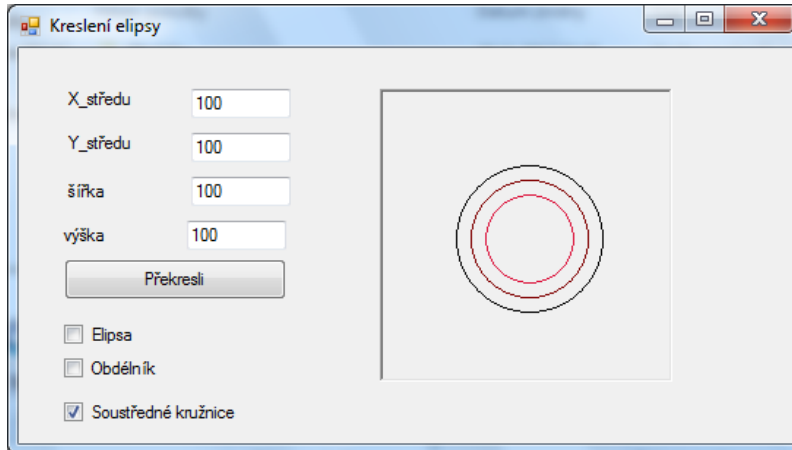 Kreslení elipsy
X_středu 100
Y_středu 100
šířka 100
výška 100
Překresli
Elipsa
Obdélník
Soustředné kružnice